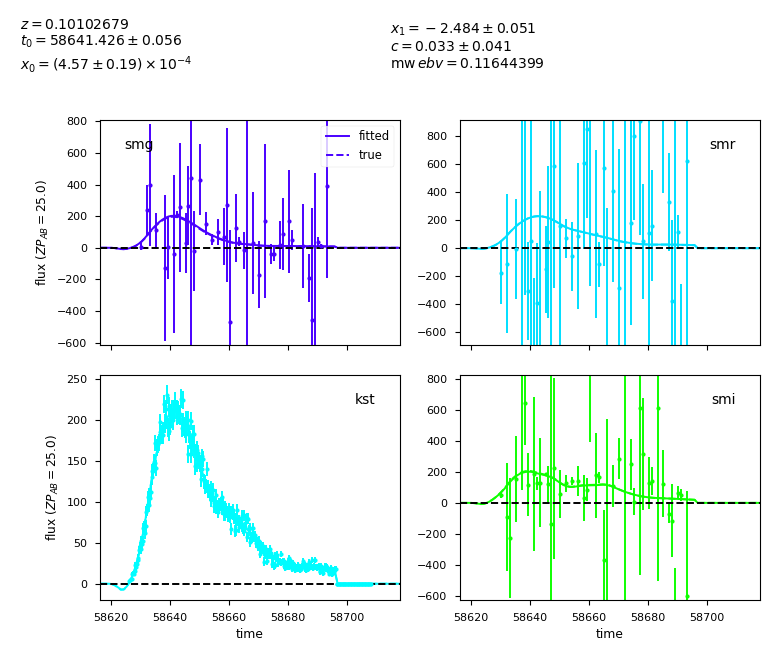 z = 0.10102679
t₀ = 58641.426 ± 0.056
x₀ = (4.57 ± 0.19) × 10⁻⁴
x₁ = −2.484 ± 0.051
c = 0.033 ± 0.041
mw ebv = 0.11644399
800
600
400
200
0
−200
−400
−600
flux (ZP_AB = 25.0)
smg
fitted
true
800
600
400
200
0
−200
−400
−600
smr
250
200
150
100
50
0
flux (ZP_AB = 25.0)
kst
58620 58640 58660 58680 58700
time
800
600
400
200
0
−200
−400
−600
smi
58620 58640 58660 58680 58700
time